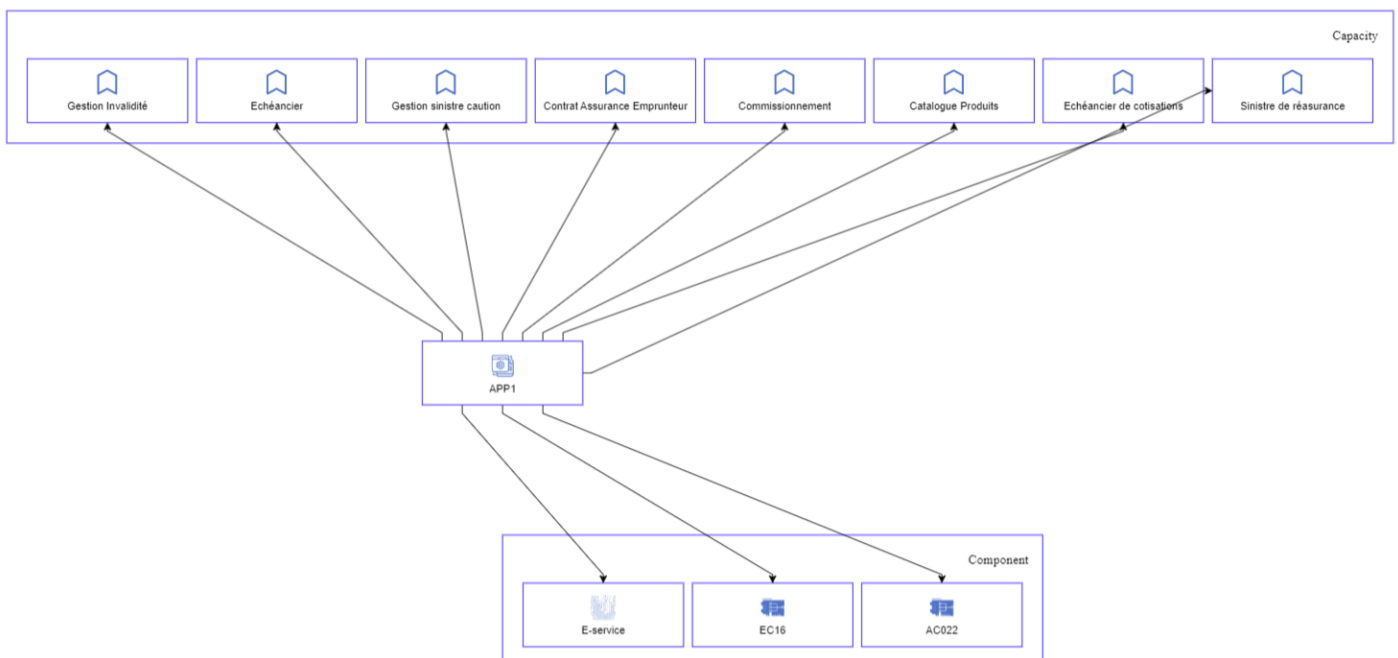 Capacity
Gestion Invalidité
Echéancier
Gestion sinistre caution
Contrat Assurance Emprunteur
Commissionnement
Catalogue Produits
Echéancier de cotisations
Sinistre de réasurance
APP1
Component
E-service
EC16
AC022